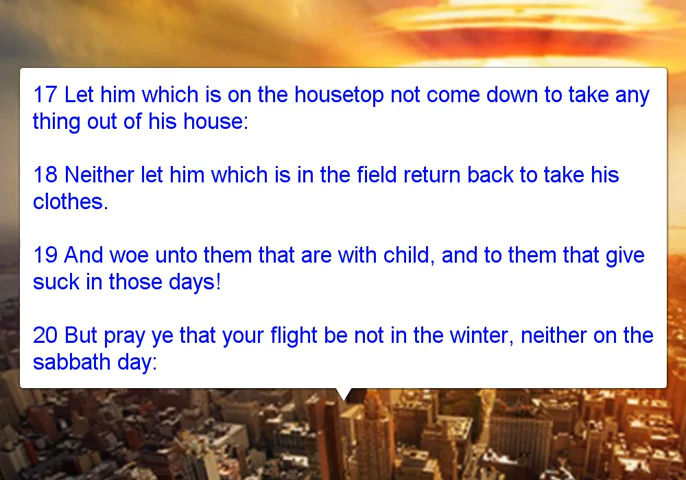 17 Let him which is on the housetop not come down to take any
thing out of his house:
18 Neither let him which is in the field return back to take his
clothes.
19 And woe unto them that are with child, and to them that give
suck in those days!
20 But pray ye that your flight be not in the winter, neither on the
sabbath day: